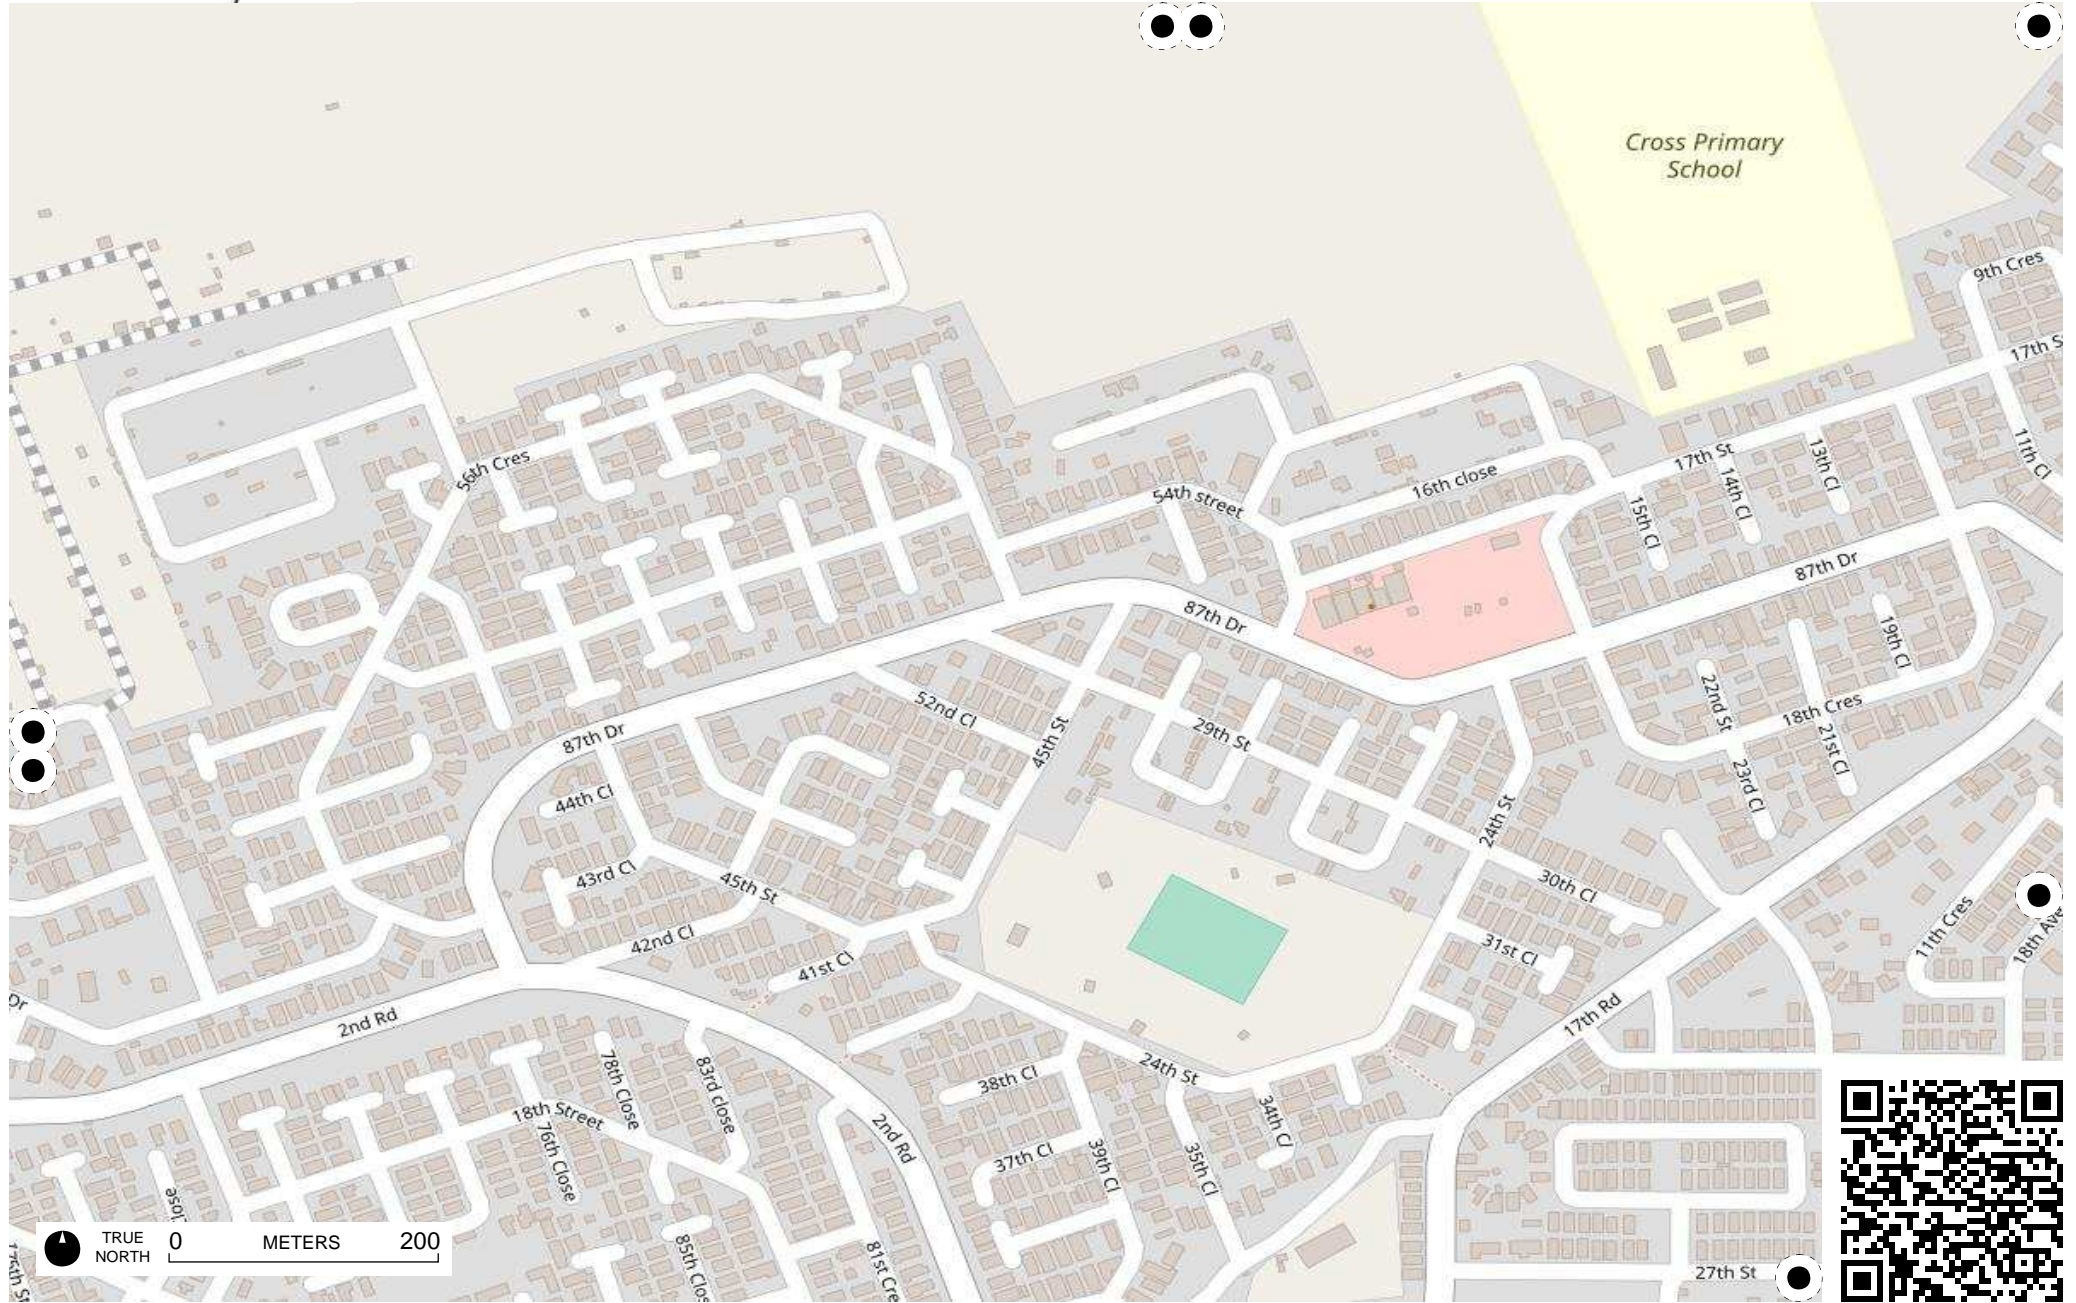 Cross Primary
School
9th Cres
17th S
11th Cl
17th St
13th Cl
14th Cl
15th Cl
16th close
54th street
56th Cres
87th Dr
87th Dr
19th Cl
22nd St
18th Cres
21st Cl
23rd Cl
52nd Cl
45th St
29th St
87th Dr
44th Cl
24th St
43rd Cl
45th St
30th Cl
11th Cres
18th Ave
42nd Cl
31st Cl
41st Cl
Dr
2nd Rd
17th Rd
24th St
38th Cl
78th Close
83rd close
18th Street
76th Close
2nd Rd
34th Cl
37th Cl
39th Cl
35th Cl
lose
85th Clos
81st Cre
175th St
27th St
TRUE
NORTH
0 METERS 200